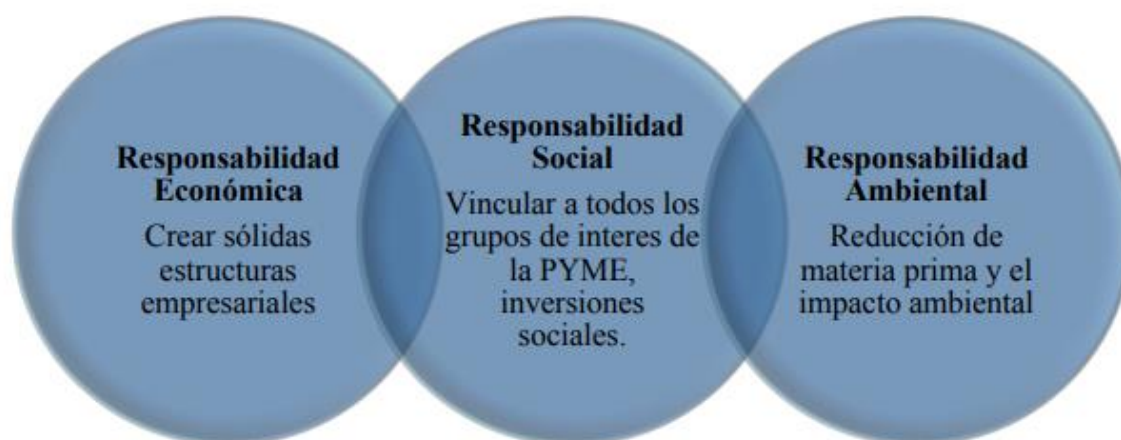 Responsabilidad
Económica
Crear sólidas
estructuras
empresariales
Responsabilidad
Social
Vincular a todos los
grupos de interes de
la PYME,
inversiones
sociales.
Responsabilidad
Ambiental
Reducción de
materia prima y el
impacto ambiental